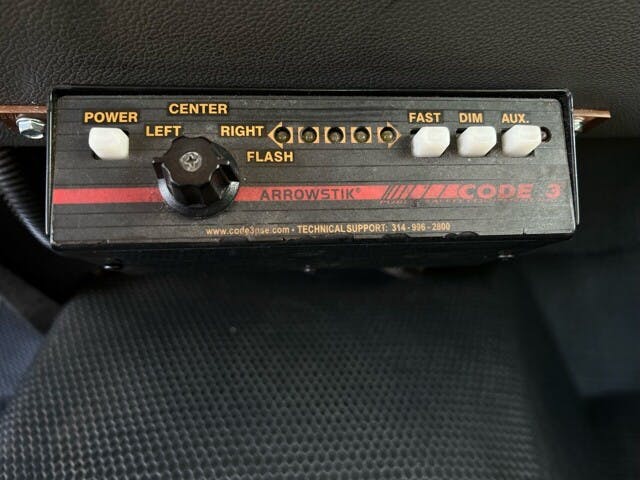 POWER
CENTER
LEFT
RIGHT
FLASH
FAST
DIM
AUX.
ARROWSTIK®
CODE 3
www.code3pse.com • TECHNICAL SUPPORT: 314-996-2800